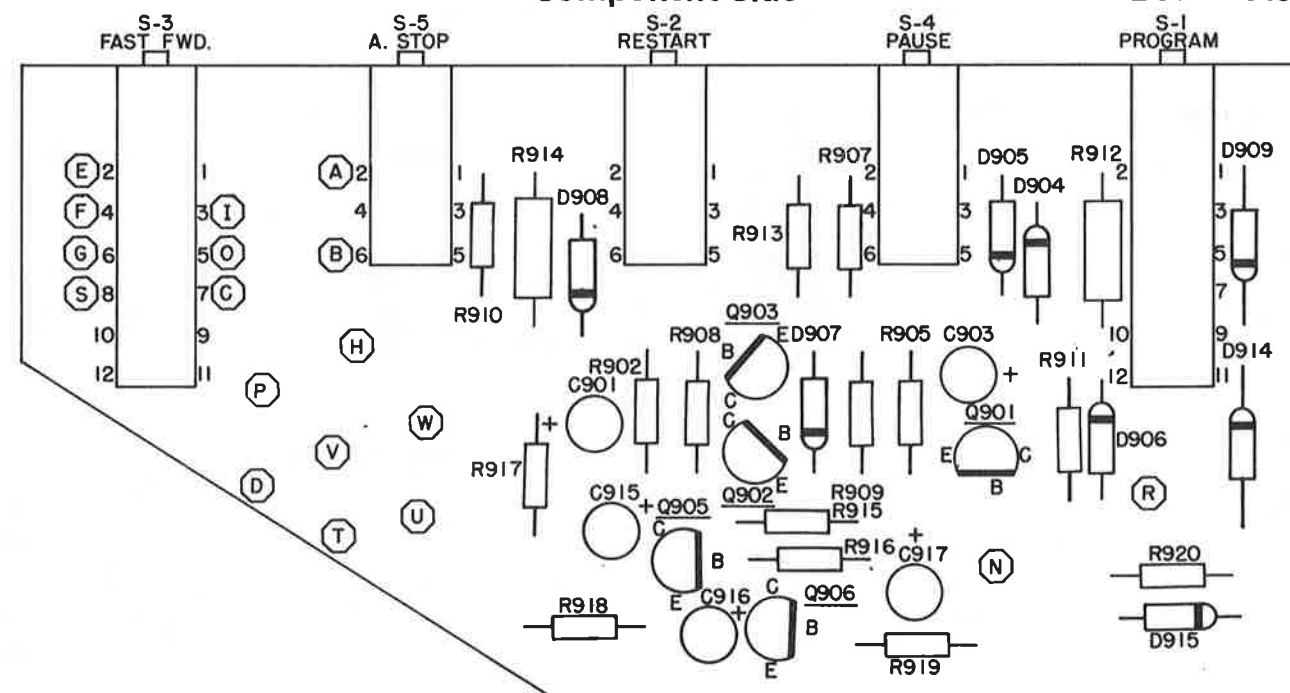 S-3
FAST FWD.
S-5
A. STOP
S-2
RESTART
S-4
PAUSE
S-1
PROGRAM
E 2 1
F 4 3 I
G 6 5 O
S 8 7 C
10 9
12 11
A 2 1
4 3
B 6 5
2 1
4 3
6 5
2 1
4 3
6 5
2 1
3
5
7
10 9
12 11
R914
D908
R910
R913
R907
D905
D904
R912
D909
H
P
W
V
D
T
U
R902
C901
+
R908
Q903
E
B
C
D907
R905
C903
+
R911
D914
R917
C
B
E
Q902
Q901
E
C
B
D906
R
C915
+
Q905
C
B
E
R909
R915
R916
+
C917
N
R920
R918
C916
+
C
Q906
B
E
R919
D915